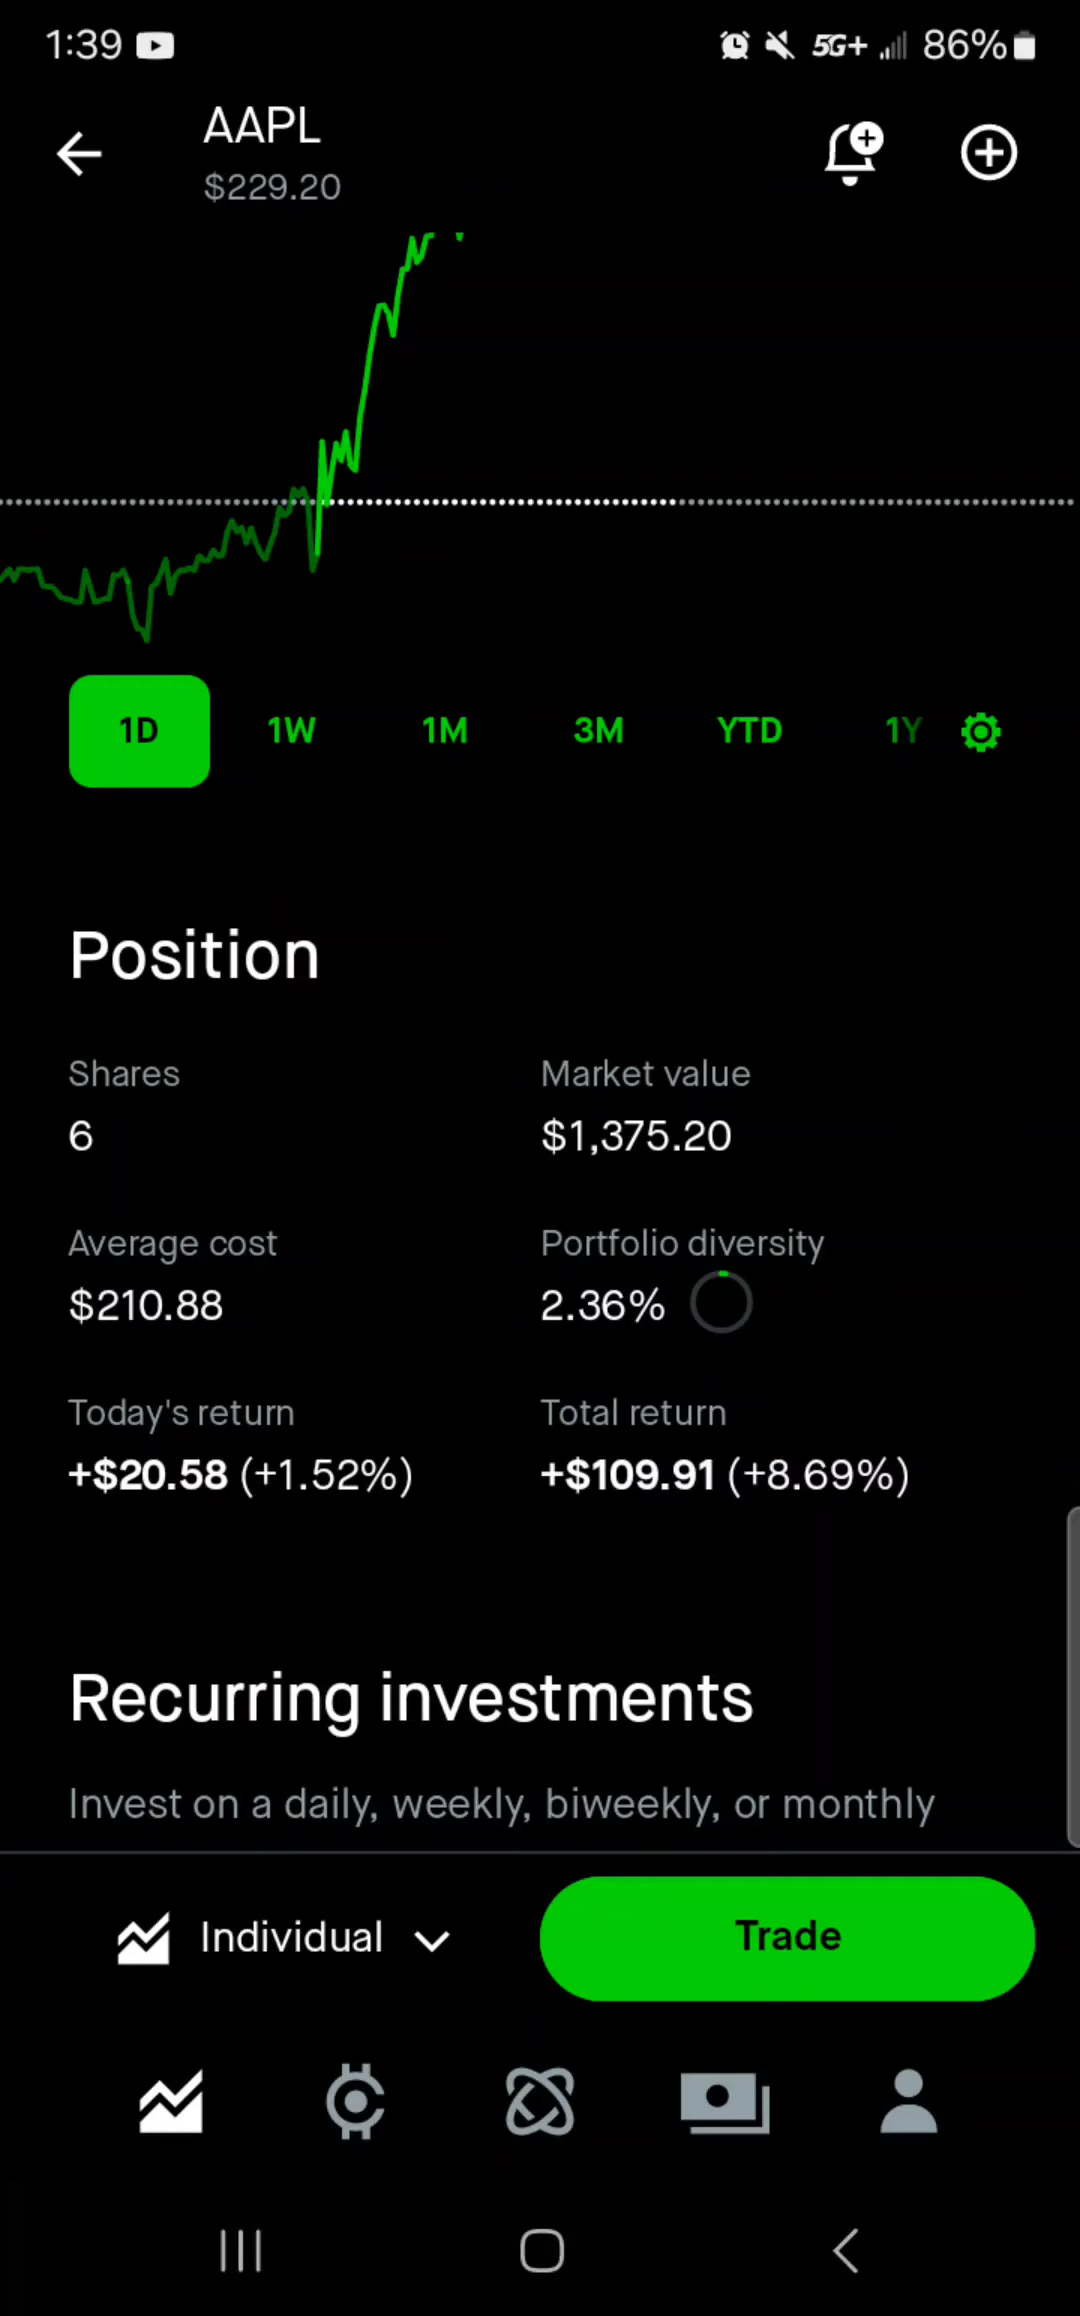 1:39 5G+ 86%
AAPL
$229.20
1D 1W 1M 3M YTD 1Y
Position
Shares Market value
6 $1,375.20
Average cost Portfolio diversity
$210.88 2.36%
Today's return Total return
+$20.58 (+1.52%) +$109.91 (+8.69%)
Recurring investments
Invest on a daily, weekly, biweekly, or monthly
Individual Trade